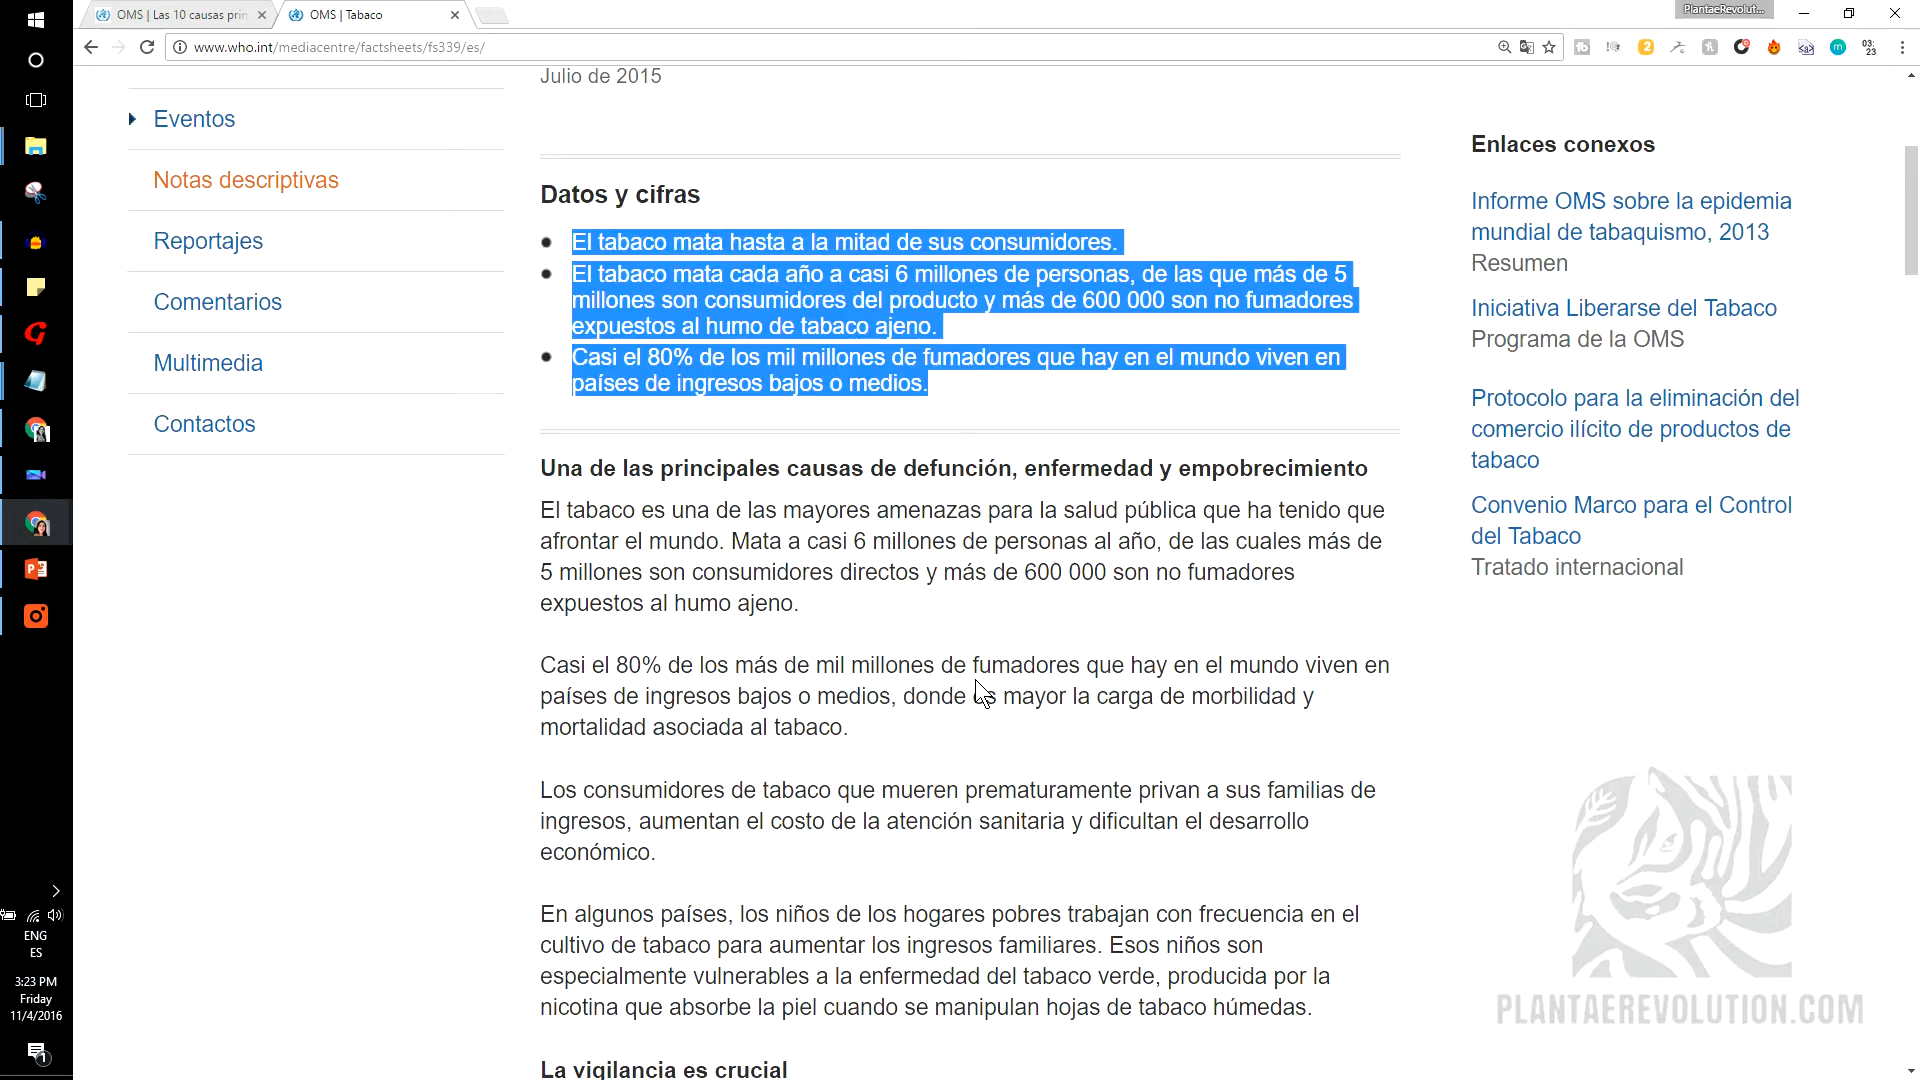 OMS | Las 10 causas prin
OMS | Tabaco
PlantaeRevolut...
www.who.int/mediacentre/factsheets/fs339/es/
03:
23
Julio de 2015
Eventos
Notas descriptivas
Reportajes
Comentarios
Multimedia
Contactos
Datos y cifras
El tabaco mata hasta a la mitad de sus consumidores.
El tabaco mata cada año a casi 6 millones de personas, de las que más de 5
millones son consumidores del producto y más de 600 000 son no fumadores
expuestos al humo de tabaco ajeno.
Casi el 80% de los mil millones de fumadores que hay en el mundo viven en
países de ingresos bajos o medios.
Una de las principales causas de defunción, enfermedad y empobrecimiento
El tabaco es una de las mayores amenazas para la salud pública que ha tenido que
afrontar el mundo. Mata a casi 6 millones de personas al año, de las cuales más de
5 millones son consumidores directos y más de 600 000 son no fumadores
expuestos al humo ajeno.
Casi el 80% de los más de mil millones de fumadores que hay en el mundo viven en
países de ingresos bajos o medios, donde es mayor la carga de morbilidad y
mortalidad asociada al tabaco.
Los consumidores de tabaco que mueren prematuramente privan a sus familias de
ingresos, aumentan el costo de la atención sanitaria y dificultan el desarrollo
económico.
En algunos países, los niños de los hogares pobres trabajan con frecuencia en el
cultivo de tabaco para aumentar los ingresos familiares. Esos niños son
especialmente vulnerables a la enfermedad del tabaco verde, producida por la
nicotina que absorbe la piel cuando se manipulan hojas de tabaco húmedas.
La vigilancia es crucial
Enlaces conexos
Informe OMS sobre la epidemia
mundial de tabaquismo, 2013
Resumen
Iniciativa Liberarse del Tabaco
Programa de la OMS
Protocolo para la eliminación del
comercio ilícito de productos de
tabaco
Convenio Marco para el Control
del Tabaco
Tratado internacional
PLANTAEREVOLUTION.COM
ENG
ES
3:23 PM
Friday
11/4/2016
1